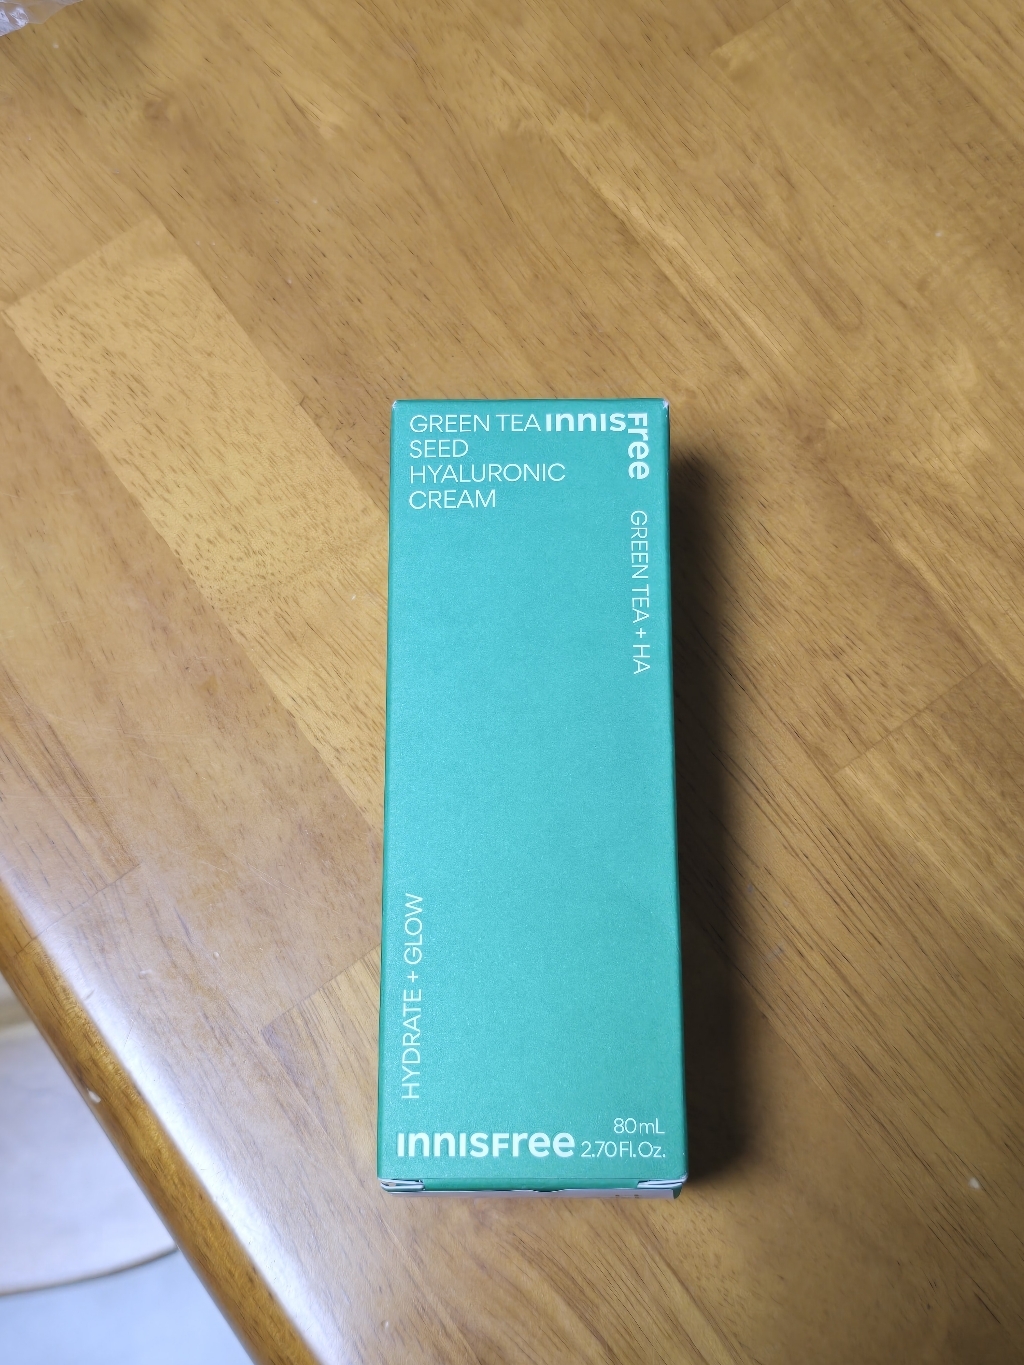 GREEN TEA
SEED
HYALURONIC
CREAM
INNISFree
GREEN TEA + HA
HYDRATE + GLOW
INNISFree
80 mL
2.70 Fl. Oz.